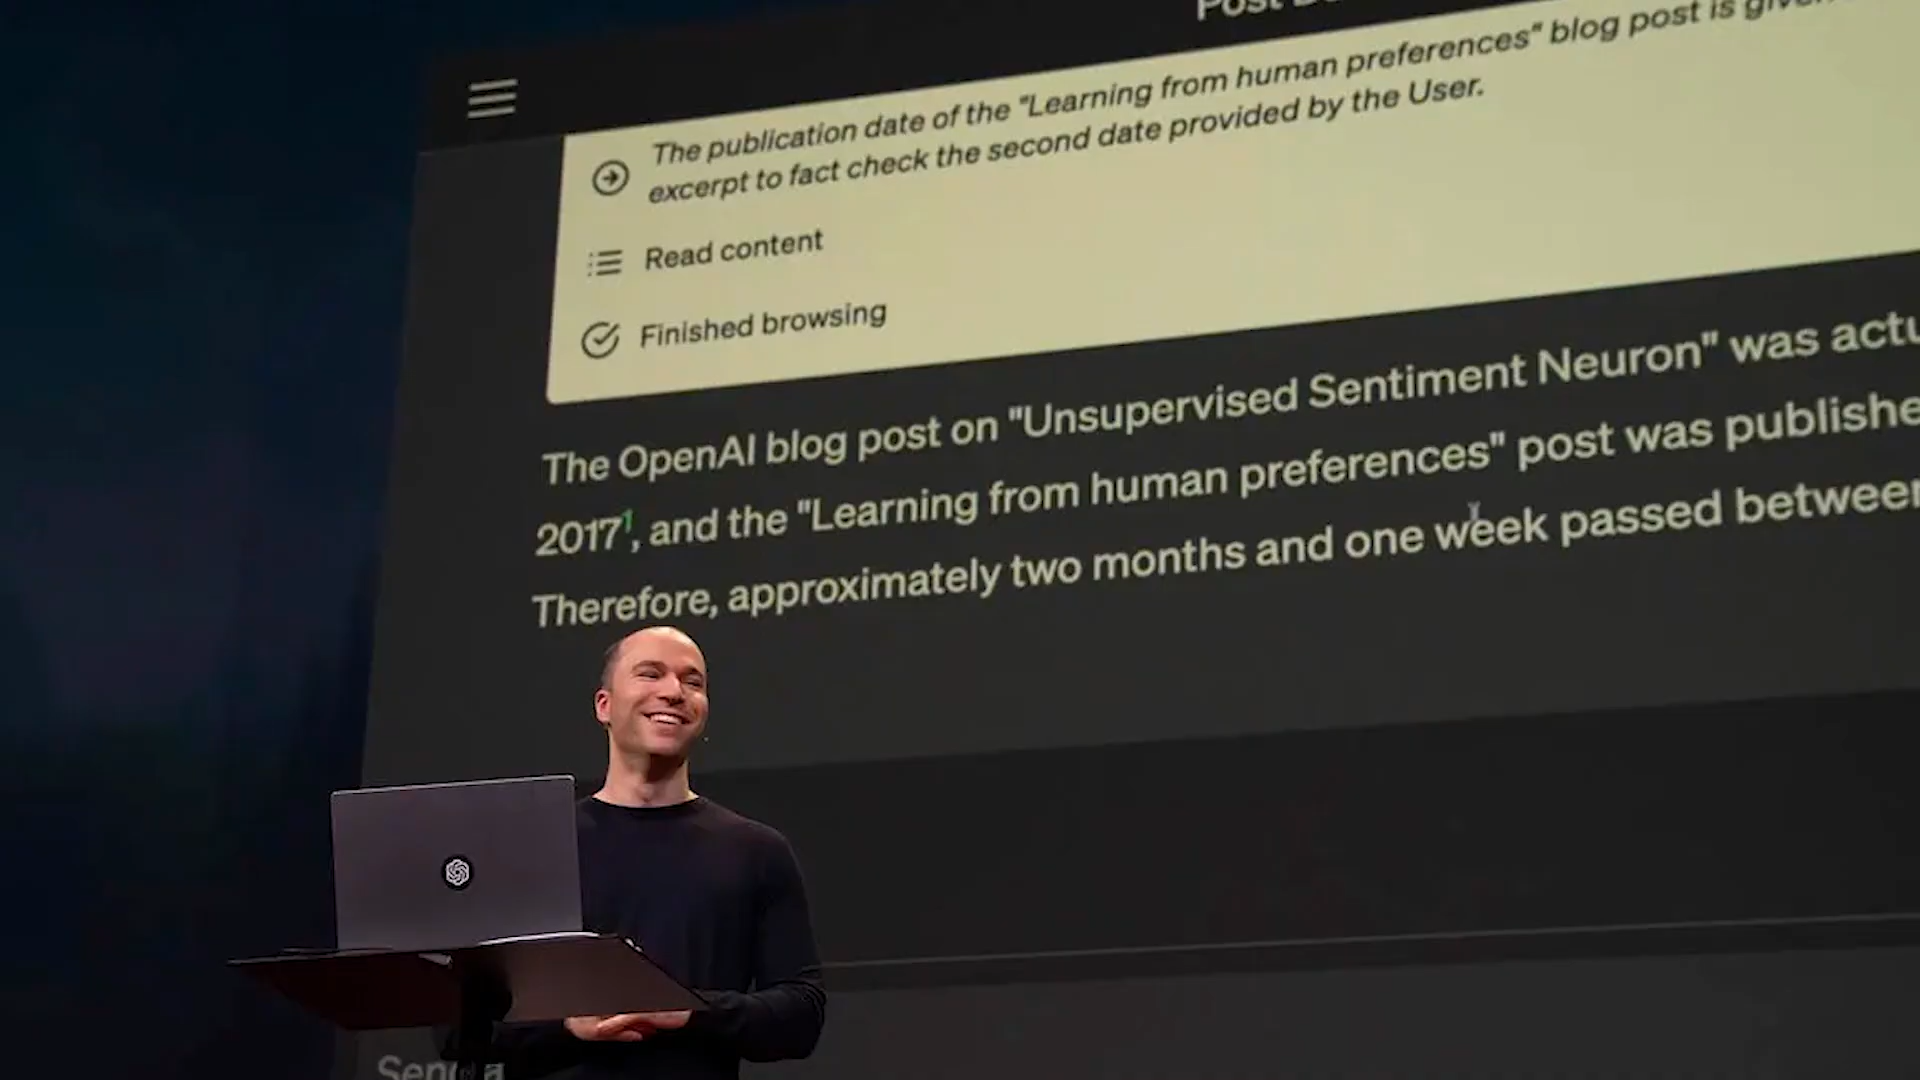 Post
The publication date of the "Learning from human preferences" blog post is
excerpt to fact check the second date provided by the User.
Read content
Finished browsing
The OpenAI blog post on "Unsupervised Sentiment Neuron" was
2017¹, and the "Learning from human preferences" post was
Therefore, approximately two months and one week passed